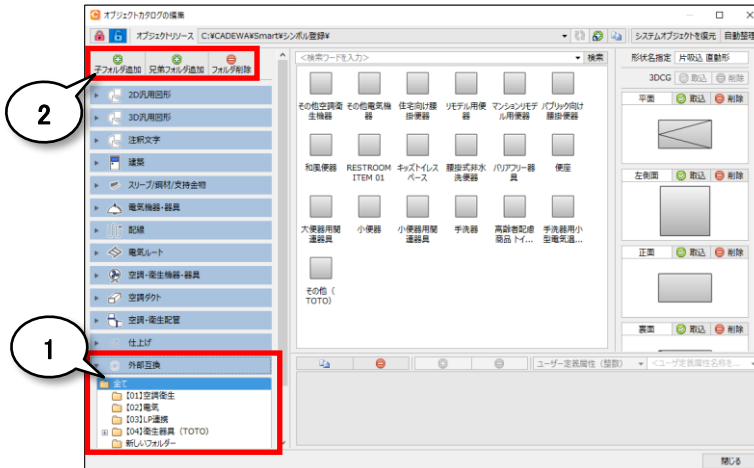 オブジェクトカタログの編集
オブジェクトリソース C:¥CADEWA¥Smart¥シンボル登録¥
システムオブジェクトを復元 自動整理
子フォルダ追加 兄弟フォルダ追加 フォルダ削除
2
2D汎用図形
3D汎用図形
注釈文字
建築
スリーブ/鋼材/支持金物
電気機器・器具
配線
電気ルート
空調・衛生機器・器具
空調ダクト
空調・衛生配管
仕上げ
1
外部互換
全て
【01】空調衛生
【02】電気
【03】LP連携
【04】衛生器具（TOTO）
新しいフォルダー
<検索ワードを入力>
検索
その他空調衛生機器
その他電気機器
住宅向け腰掛便器
リモデル用便器
マンションリモデル用便器
パブリック向け腰掛便器
和風便器
RESTROOM ITEM 01
キッズトイレスペース
腰掛式非水洗便器
バリアフリー器具
便座
大便器用関連器具
小便器
小便器用関連器具
手洗器
高齢者配慮商品 トイ...
手洗器用小型電気温...
その他（TOTO）
ユーザー定義属性（整数）
<ユーザ定義属性名称を...
形状名指定 片吸込 直動形
3DCG 取込 削除
平面 取込 削除
左側面 取込 削除
正面 取込 削除
裏面 取込 削除
閉じる